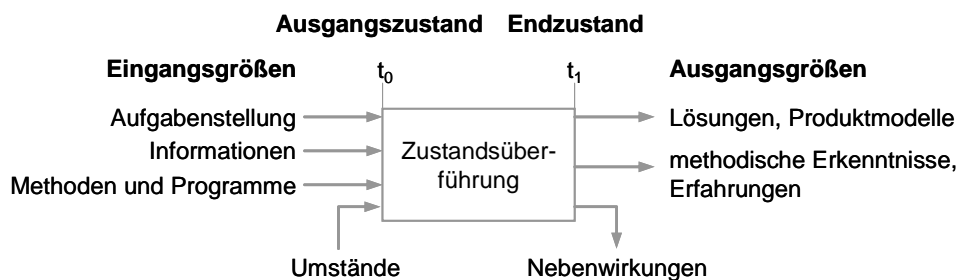 Ausgangszustand Endzustand
Eingangsgrößen t₀ t₁ Ausgangsgrößen
Aufgabenstellung
Informationen
Methoden und Programme
Umstände
Zustandsüber-
führung
Lösungen, Produktmodelle
methodische Erkenntnisse,
Erfahrungen
Nebenwirkungen